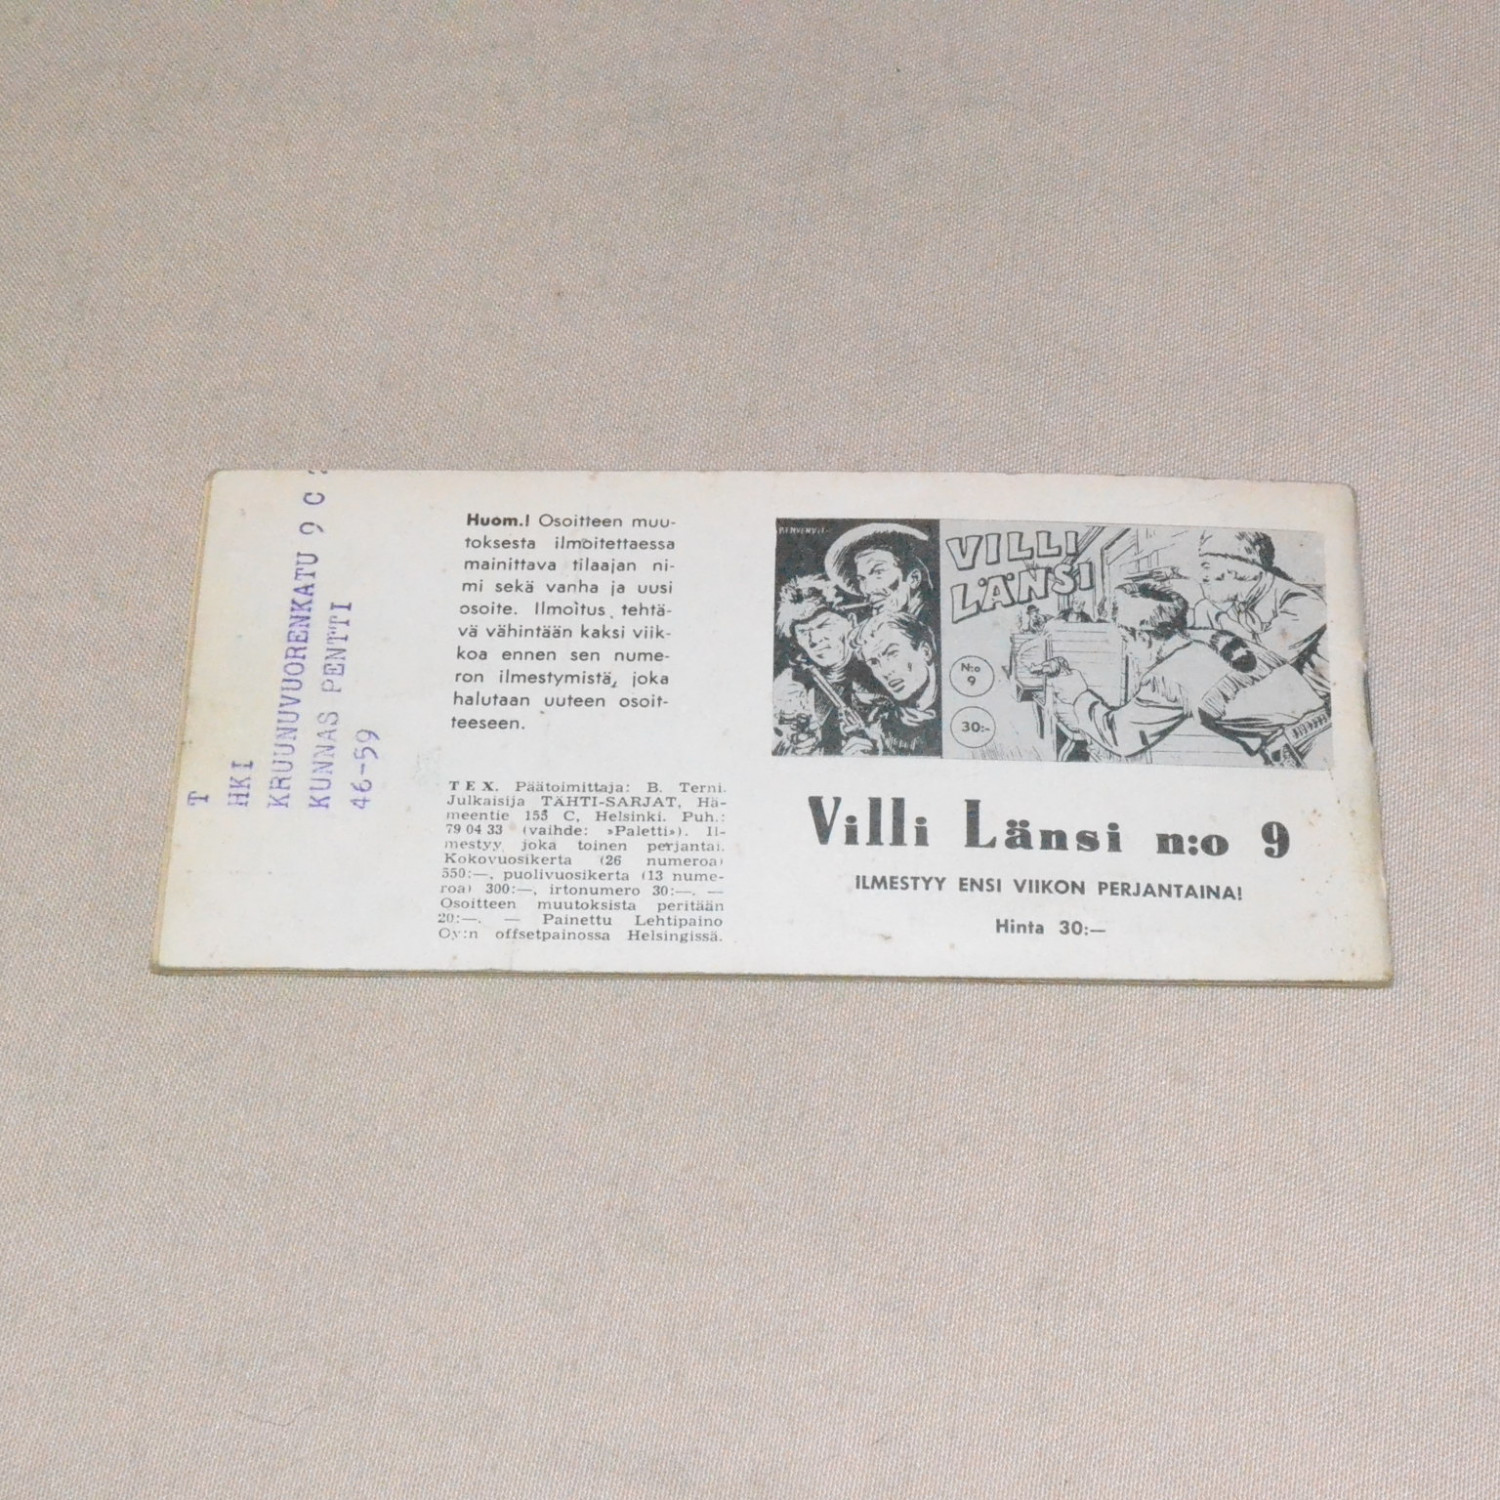 T
HKI
KRUUNUVUORENKATU 9 C
KUNNAS PENTTI
46-59
Huom.! Osoitteen muu-
toksesta ilmoitettaessa
mainittava tilaajan ni-
mi sekä vanha ja uusi
osoite. Ilmoitus tehtä-
vä vähintään kaksi viik-
koa ennen sen nume-
ron ilmestymistä, joka
halutaan uuteen osoit-
teeseen.
TEX. Päätoimittaja: B. Terni.
Julkaisija TÄHTI-SARJAT, Hä-
meentie 155 C, Helsinki. Puh.:
79 04 33 (vaihde: »Paletti»). Il-
mestyy joka toinen perjantai.
Kokovuosikerta (26 numeroa)
550:—, puolivuosikerta (13 nume-
roa) 300:—, irtonumero 30:—. —
Osoitteen muutoksista peritään
20:—. — Painettu Lehtipaino
Oy:n offsetpainossa Helsingissä.
VILLI
LÄNSI
N:o
9
30:-
Villi Länsi n:o 9
ILMESTYY ENSI VIIKON PERJANTAINA!
Hinta 30:—